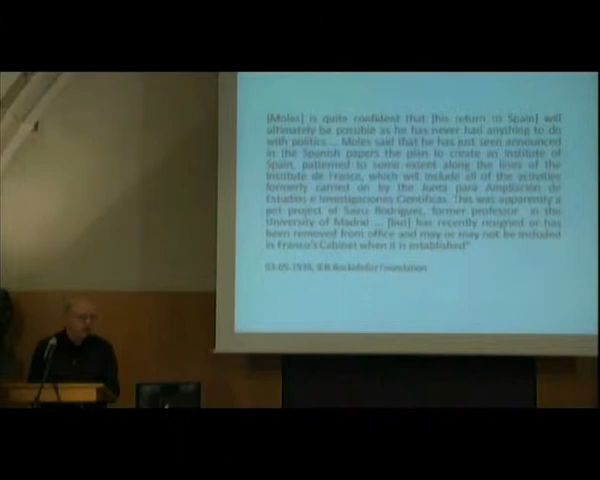 [Moles] is quite confident that [his return to Spain] will
ultimately be possible as he has never had anything to do
with politics ... Moles said that he has just seen announced
in the Spanish papers the plan to create an Institute of
Spain, patterned to some extent along the lines of the
Institute de France, which will include all of the activities
formerly carried on by the Junta para Ampliación de
Estudios e Investigaciones Científicas. This was apparently a
pet project of Sainz Rodríguez, former professor in the
University of Madrid ... [but] has recently resigned or has
been removed from office and may or may not be included
in Franco's Cabinet when it is established"
Rockefeller Foundation